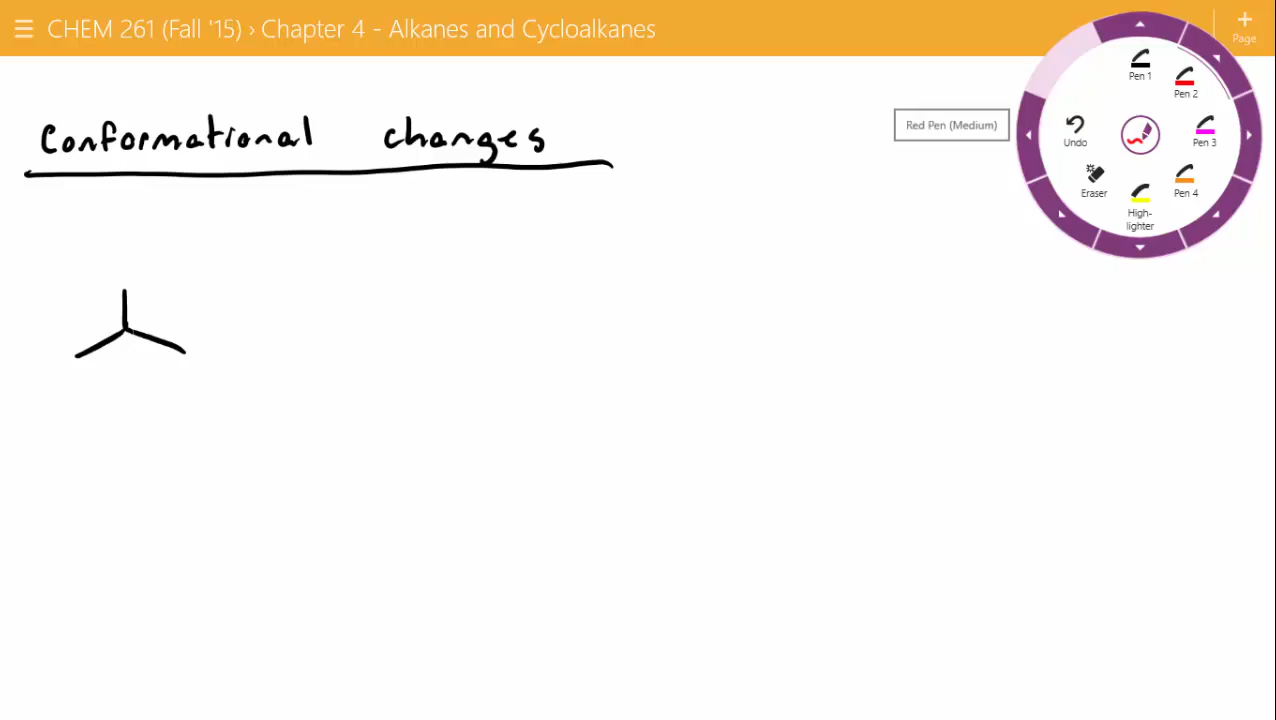 CHEM 261 (Fall '15) › Chapter 4 - Alkanes and Cycloalkanes
Page
Pen 1
Pen 2
Red Pen (Medium)
Undo
Pen 3
Conformational changes
Eraser
Pen 4
High-
lighter